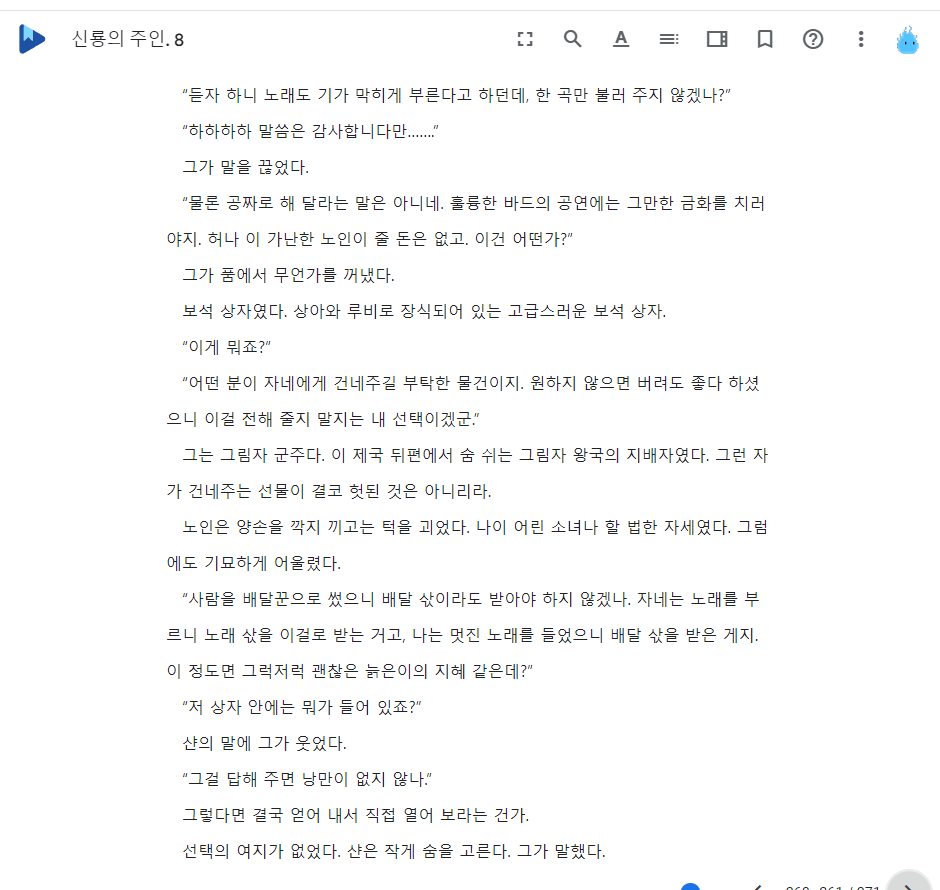 신룡의 주인. 8
“듣자 하니 노래도 기가 막히게 부른다고 하던데, 한 곡만 불러 주지 않겠나?”
“하하하하 말씀은 감사합니다만…….”
그가 말을 끊었다.
“물론 공짜로 해 달라는 말은 아니네. 훌륭한 바드의 공연에는 그만한 금화를 치러
야지. 허나 이 가난한 노인이 줄 돈은 없고. 이건 어떤가?”
그가 품에서 무언가를 꺼냈다.
보석 상자였다. 상아와 루비로 장식되어 있는 고급스러운 보석 상자.
“이게 뭐죠?”
“어떤 분이 자네에게 건네주길 부탁한 물건이지. 원하지 않으면 버려도 좋다 하셨
으니 이걸 전해 줄지 말지는 내 선택이겠군.”
그는 그림자 군주다. 이 제국 뒤편에서 숨 쉬는 그림자 왕국의 지배자였다. 그런 자
가 건네주는 선물이 결코 헛된 것은 아니리라.
노인은 양손을 깍지 끼고는 턱을 괴었다. 나이 어린 소녀나 할 법한 자세였다. 그럼
에도 기묘하게 어울렸다.
“사람을 배달꾼으로 썼으니 배달 삯이라도 받아야 하지 않겠나. 자네는 노래를 부
르니 노래 삯을 이걸로 받는 거고, 나는 멋진 노래를 들었으니 배달 삯을 받은 게지.
이 정도면 그럭저럭 괜찮은 늙은이의 지혜 같은데?”
“저 상자 안에는 뭐가 들어 있죠?”
샨의 말에 그가 웃었다.
“그걸 답해 주면 낭만이 없지 않나.”
그렇다면 결국 얻어 내서 직접 열어 보라는 건가.
선택의 여지가 없었다. 샨은 작게 숨을 고른다. 그가 말했다.